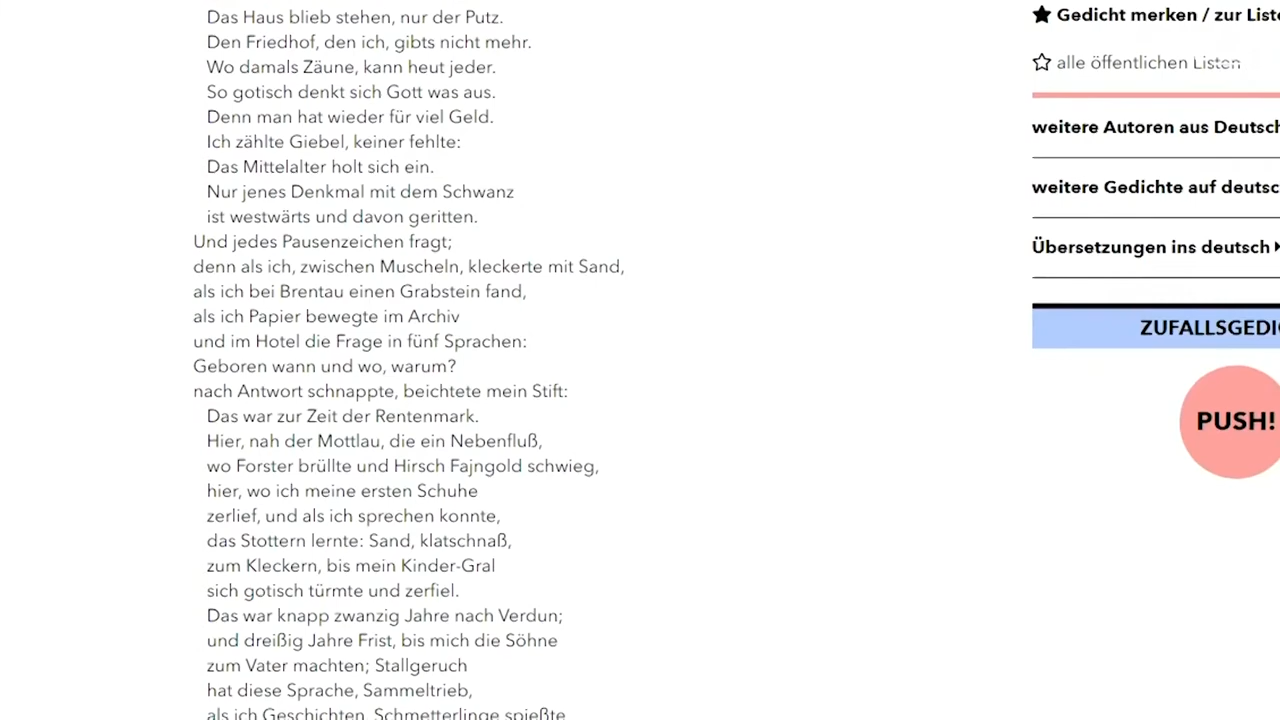 Das Haus blieb stehen, nur der Putz.
Den Friedhof, den ich, gibts nicht mehr.
Wo damals Zäune, kann heut jeder.
So gotisch denkt sich Gott was aus.
Denn man hat wieder für viel Geld.
Ich zählte Giebel, keiner fehlte:
Das Mittelalter holt sich ein.
Nur jenes Denkmal mit dem Schwanz
ist westwärts und davon geritten.
Und jedes Pausenzeichen fragt;
denn als ich, zwischen Muscheln, kleckerte mit Sand,
als ich bei Brentau einen Grabstein fand,
als ich Papier bewegte im Archiv
und im Hotel die Frage in fünf Sprachen:
Geboren wann und wo, warum?
nach Antwort schnappte, beichtete mein Stift:
Das war zur Zeit der Rentenmark.
Hier, nah der Mottlau, die ein Nebenfluß,
wo Forster brüllte und Hirsch Fajngold schwieg,
hier, wo ich meine ersten Schuhe
zerlief, und als ich sprechen konnte,
das Stottern lernte: Sand, klatschnaß,
zum Kleckern, bis mein Kinder-Gral
sich gotisch türmte und zerfiel.
Das war knapp zwanzig Jahre nach Verdun;
und dreißig Jahre Frist, bis mich die Söhne
zum Vater machten; Stallgeruch
hat diese Sprache, Sammeltrieb,
als ich Geschichten, Schmetterlinge spießte
Gedicht merken / zur Liste
alle öffentlichen Listen
weitere Autoren aus Deutsch
weitere Gedichte auf deutsc
Übersetzungen ins deutsch
ZUFALLSGEDI
PUSH!